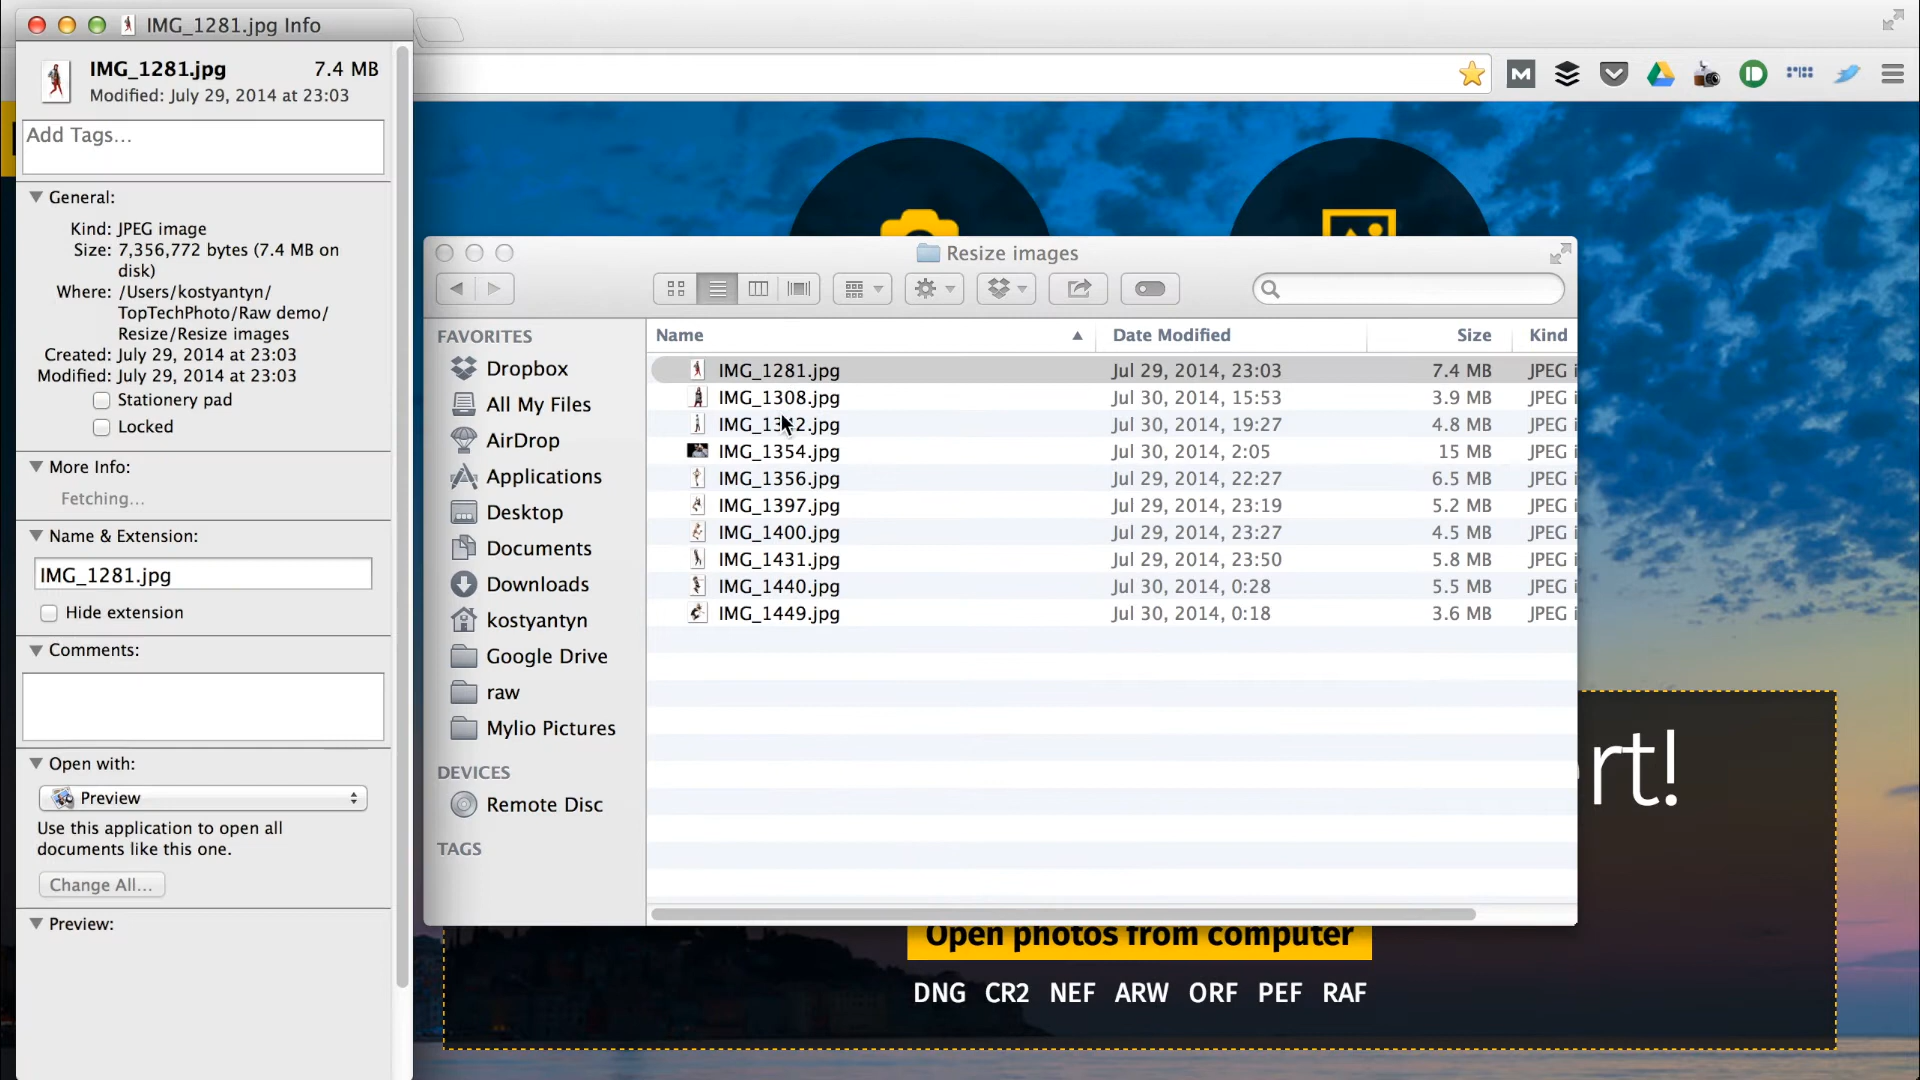 IMG_1281.jpg Info
IMG_1281.jpg 7.4 MB
Modified: July 29, 2014 at 23:03
Add Tags...
General:
Kind: JPEG image
Size: 7,356,772 bytes (7.4 MB on
disk)
Where: /Users/kostyantyn/
TopTechPhoto/Raw demo/
Resize/Resize images
Created: July 29, 2014 at 23:03
Modified: July 29, 2014 at 23:03
Stationery pad
Locked
More Info:
Fetching...
Name & Extension:
IMG_1281.jpg
Hide extension
Comments:
Open with:
Preview
Use this application to open all
documents like this one.
Change All...
Preview:
Resize images
FAVORITES
Dropbox
All My Files
AirDrop
Applications
Desktop
Documents
Downloads
kostyantyn
Google Drive
raw
Mylio Pictures
DEVICES
Remote Disc
TAGS
Name Date Modified Size Kind
IMG_1281.jpg Jul 29, 2014, 23:03 7.4 MB JPEG i
IMG_1308.jpg Jul 30, 2014, 15:53 3.9 MB JPEG i
Jul 30, 2014, 19:27 4.8 MB JPEG i
IMG_1354.jpg Jul 30, 2014, 2:05 15 MB JPEG i
IMG_1356.jpg Jul 29, 2014, 22:27 6.5 MB JPEG i
IMG_1397.jpg Jul 29, 2014, 23:19 5.2 MB JPEG i
IMG_1400.jpg Jul 29, 2014, 23:27 4.5 MB JPEG i
IMG_1431.jpg Jul 29, 2014, 23:50 5.8 MB JPEG i
IMG_1440.jpg Jul 30, 2014, 0:28 5.5 MB JPEG i
IMG_1449.jpg Jul 30, 2014, 0:18 3.6 MB JPEG i
rt!
Open photos from computer
DNG CR2 NEF ARW ORF PEF RAF